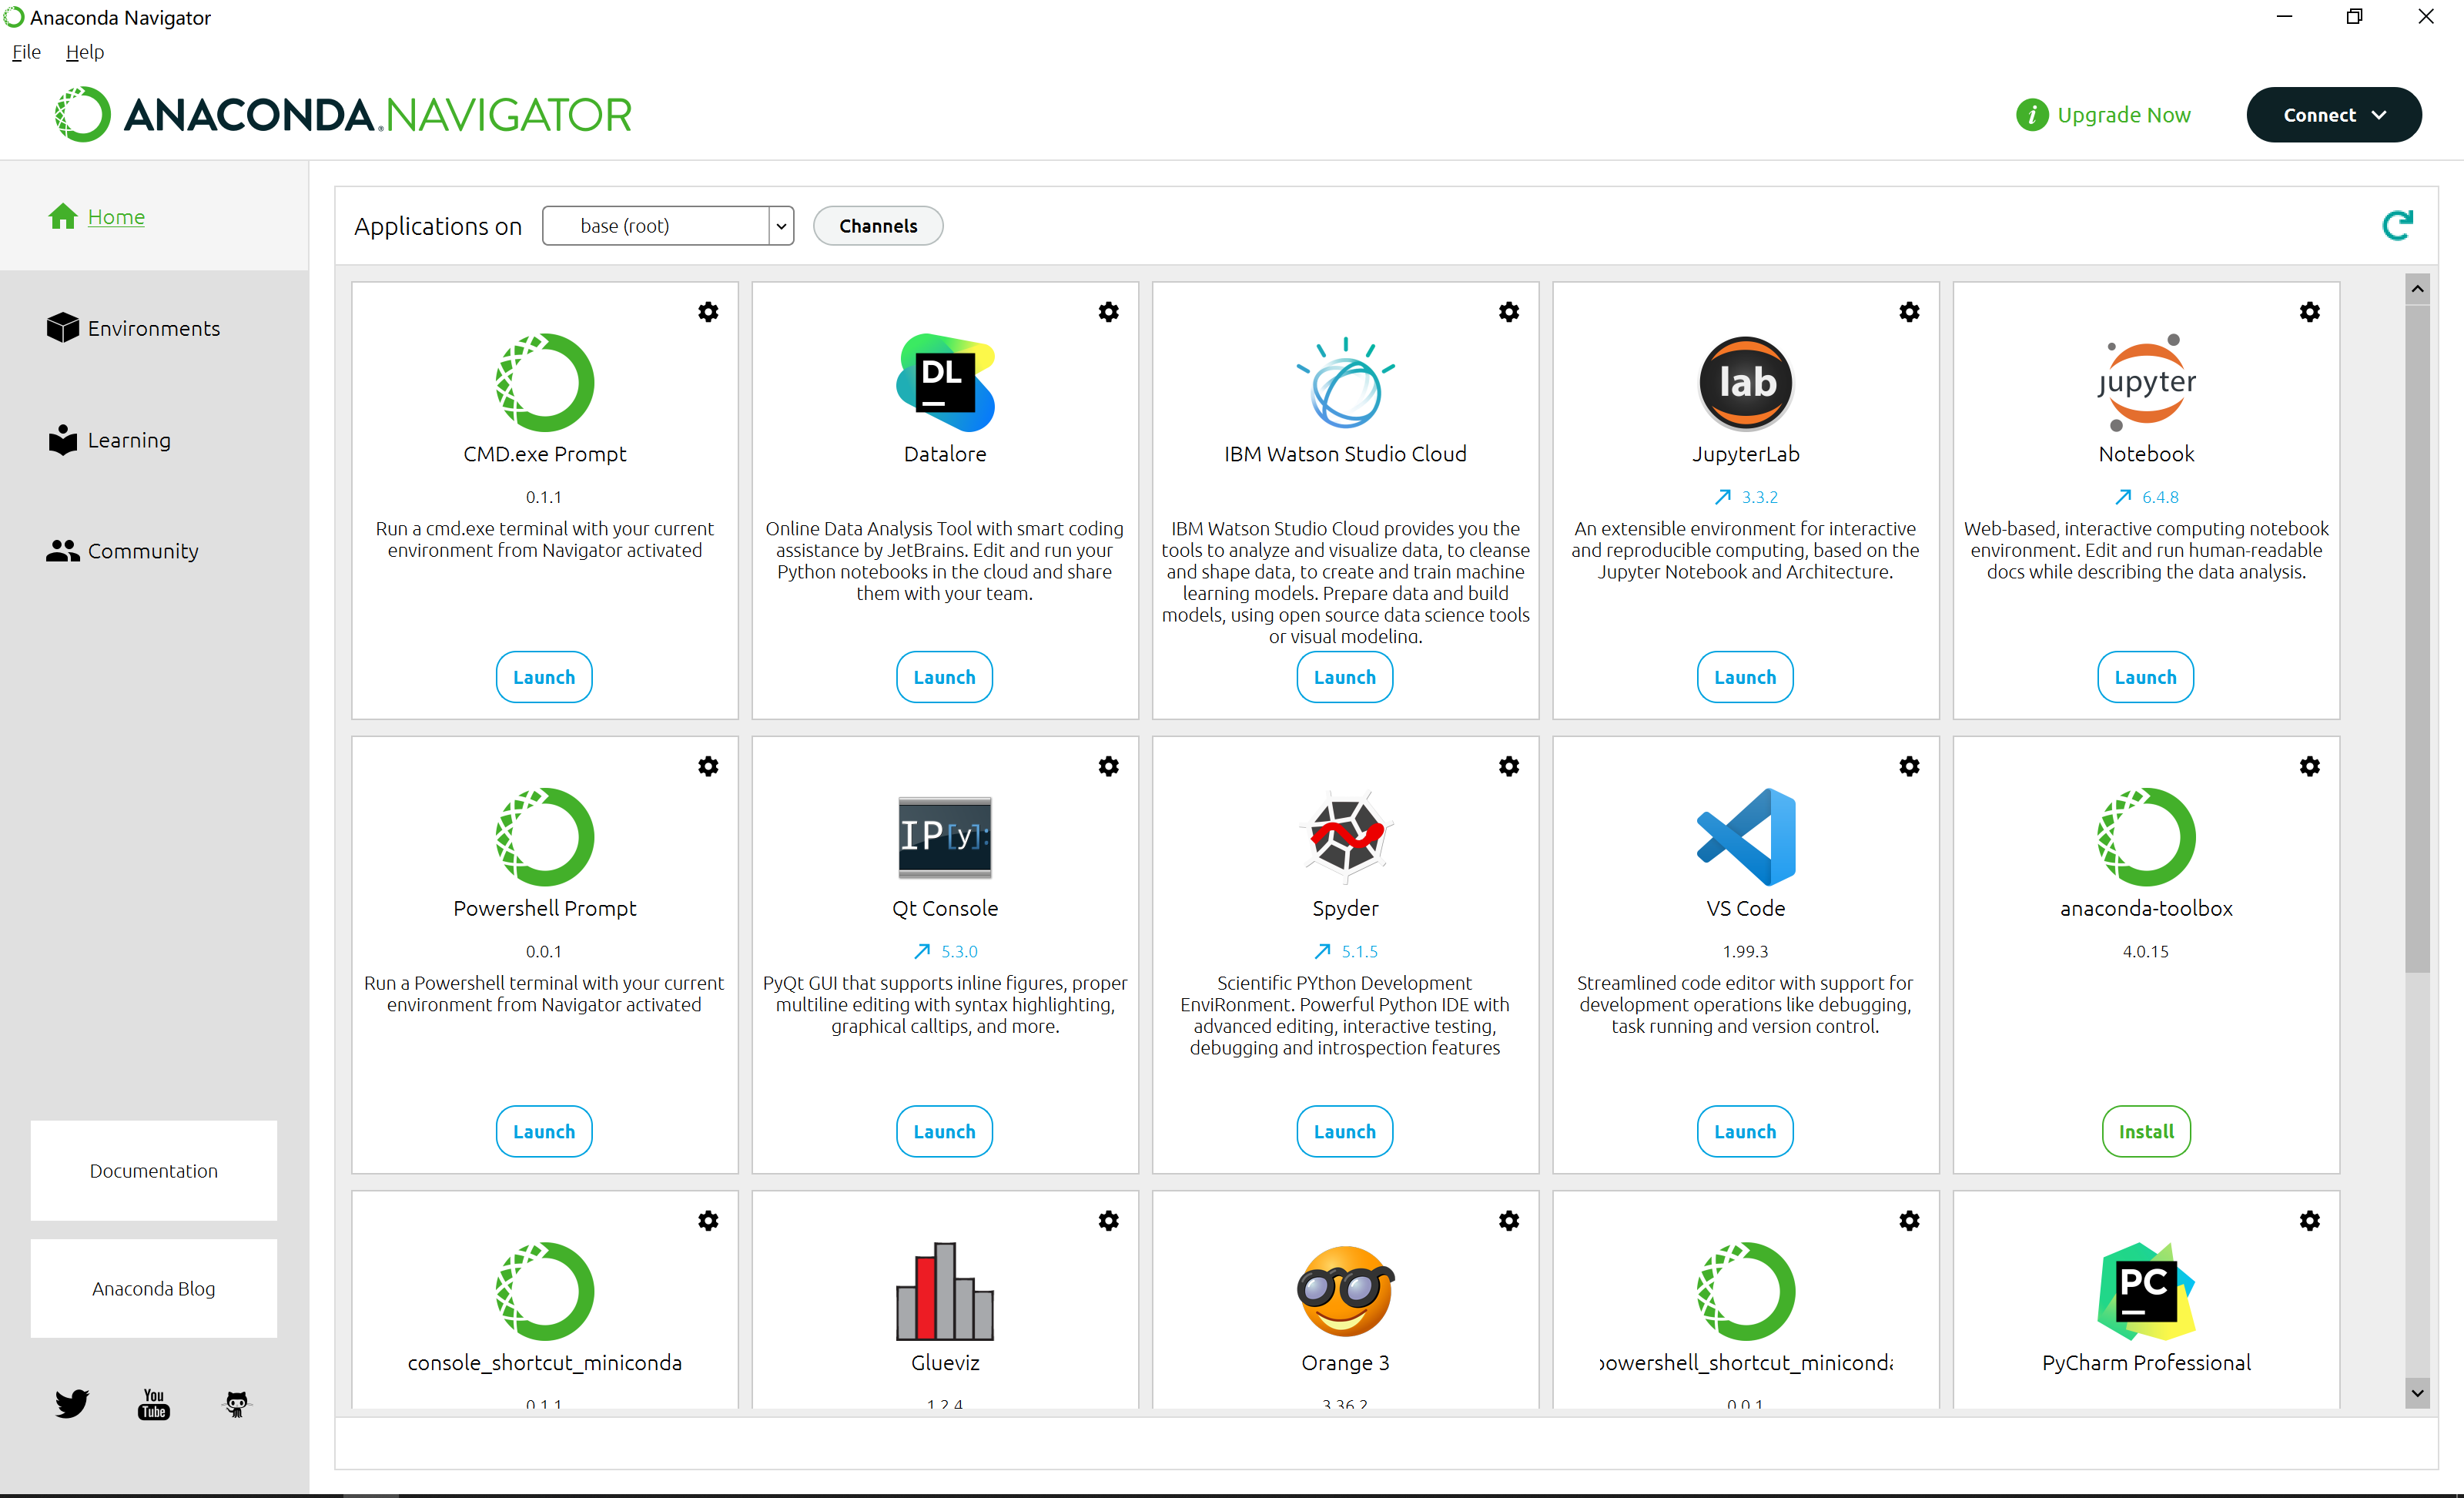 Anaconda Navigator
File Help
ANACONDA.NAVIGATOR
i Upgrade Now
Connect
Home
Environments
Learning
Community
Documentation
Anaconda Blog
You
Tube
Applications on base (root) Channels
CMD.exe Prompt
0.1.1
Run a cmd.exe terminal with your current
environment from Navigator activated
Launch
DL
Datalore
Online Data Analysis Tool with smart coding
assistance by JetBrains. Edit and run your
Python notebooks in the cloud and share
them with your team.
Launch
IBM Watson Studio Cloud
IBM Watson Studio Cloud provides you the
tools to analyze and visualize data, to cleanse
and shape data, to create and train machine
learning models. Prepare data and build
models, using open source data science tools
or visual modeling.
Launch
lab
JupyterLab
3.3.2
An extensible environment for interactive
and reproducible computing, based on the
Jupyter Notebook and Architecture.
Launch
jupyter
Notebook
6.4.8
Web-based, interactive computing notebook
environment. Edit and run human-readable
docs while describing the data analysis.
Launch
Powershell Prompt
0.0.1
Run a Powershell terminal with your current
environment from Navigator activated
Launch
IP[y]:
Qt Console
5.3.0
PyQt GUI that supports inline figures, proper
multiline editing with syntax highlighting,
graphical calltips, and more.
Launch
Spyder
5.1.5
Scientific PYthon Development
EnviRonment. Powerful Python IDE with
advanced editing, interactive testing,
debugging and introspection features
Launch
VS Code
1.99.3
Streamlined code editor with support for
development operations like debugging,
task running and version control.
Launch
anaconda-toolbox
4.0.15
Install
console_shortcut_miniconda
0.1.1
Glueviz
1.2.4
Orange 3
3.36.2
powershell_shortcut_miniconda
0.0.1
PC
PyCharm Professional